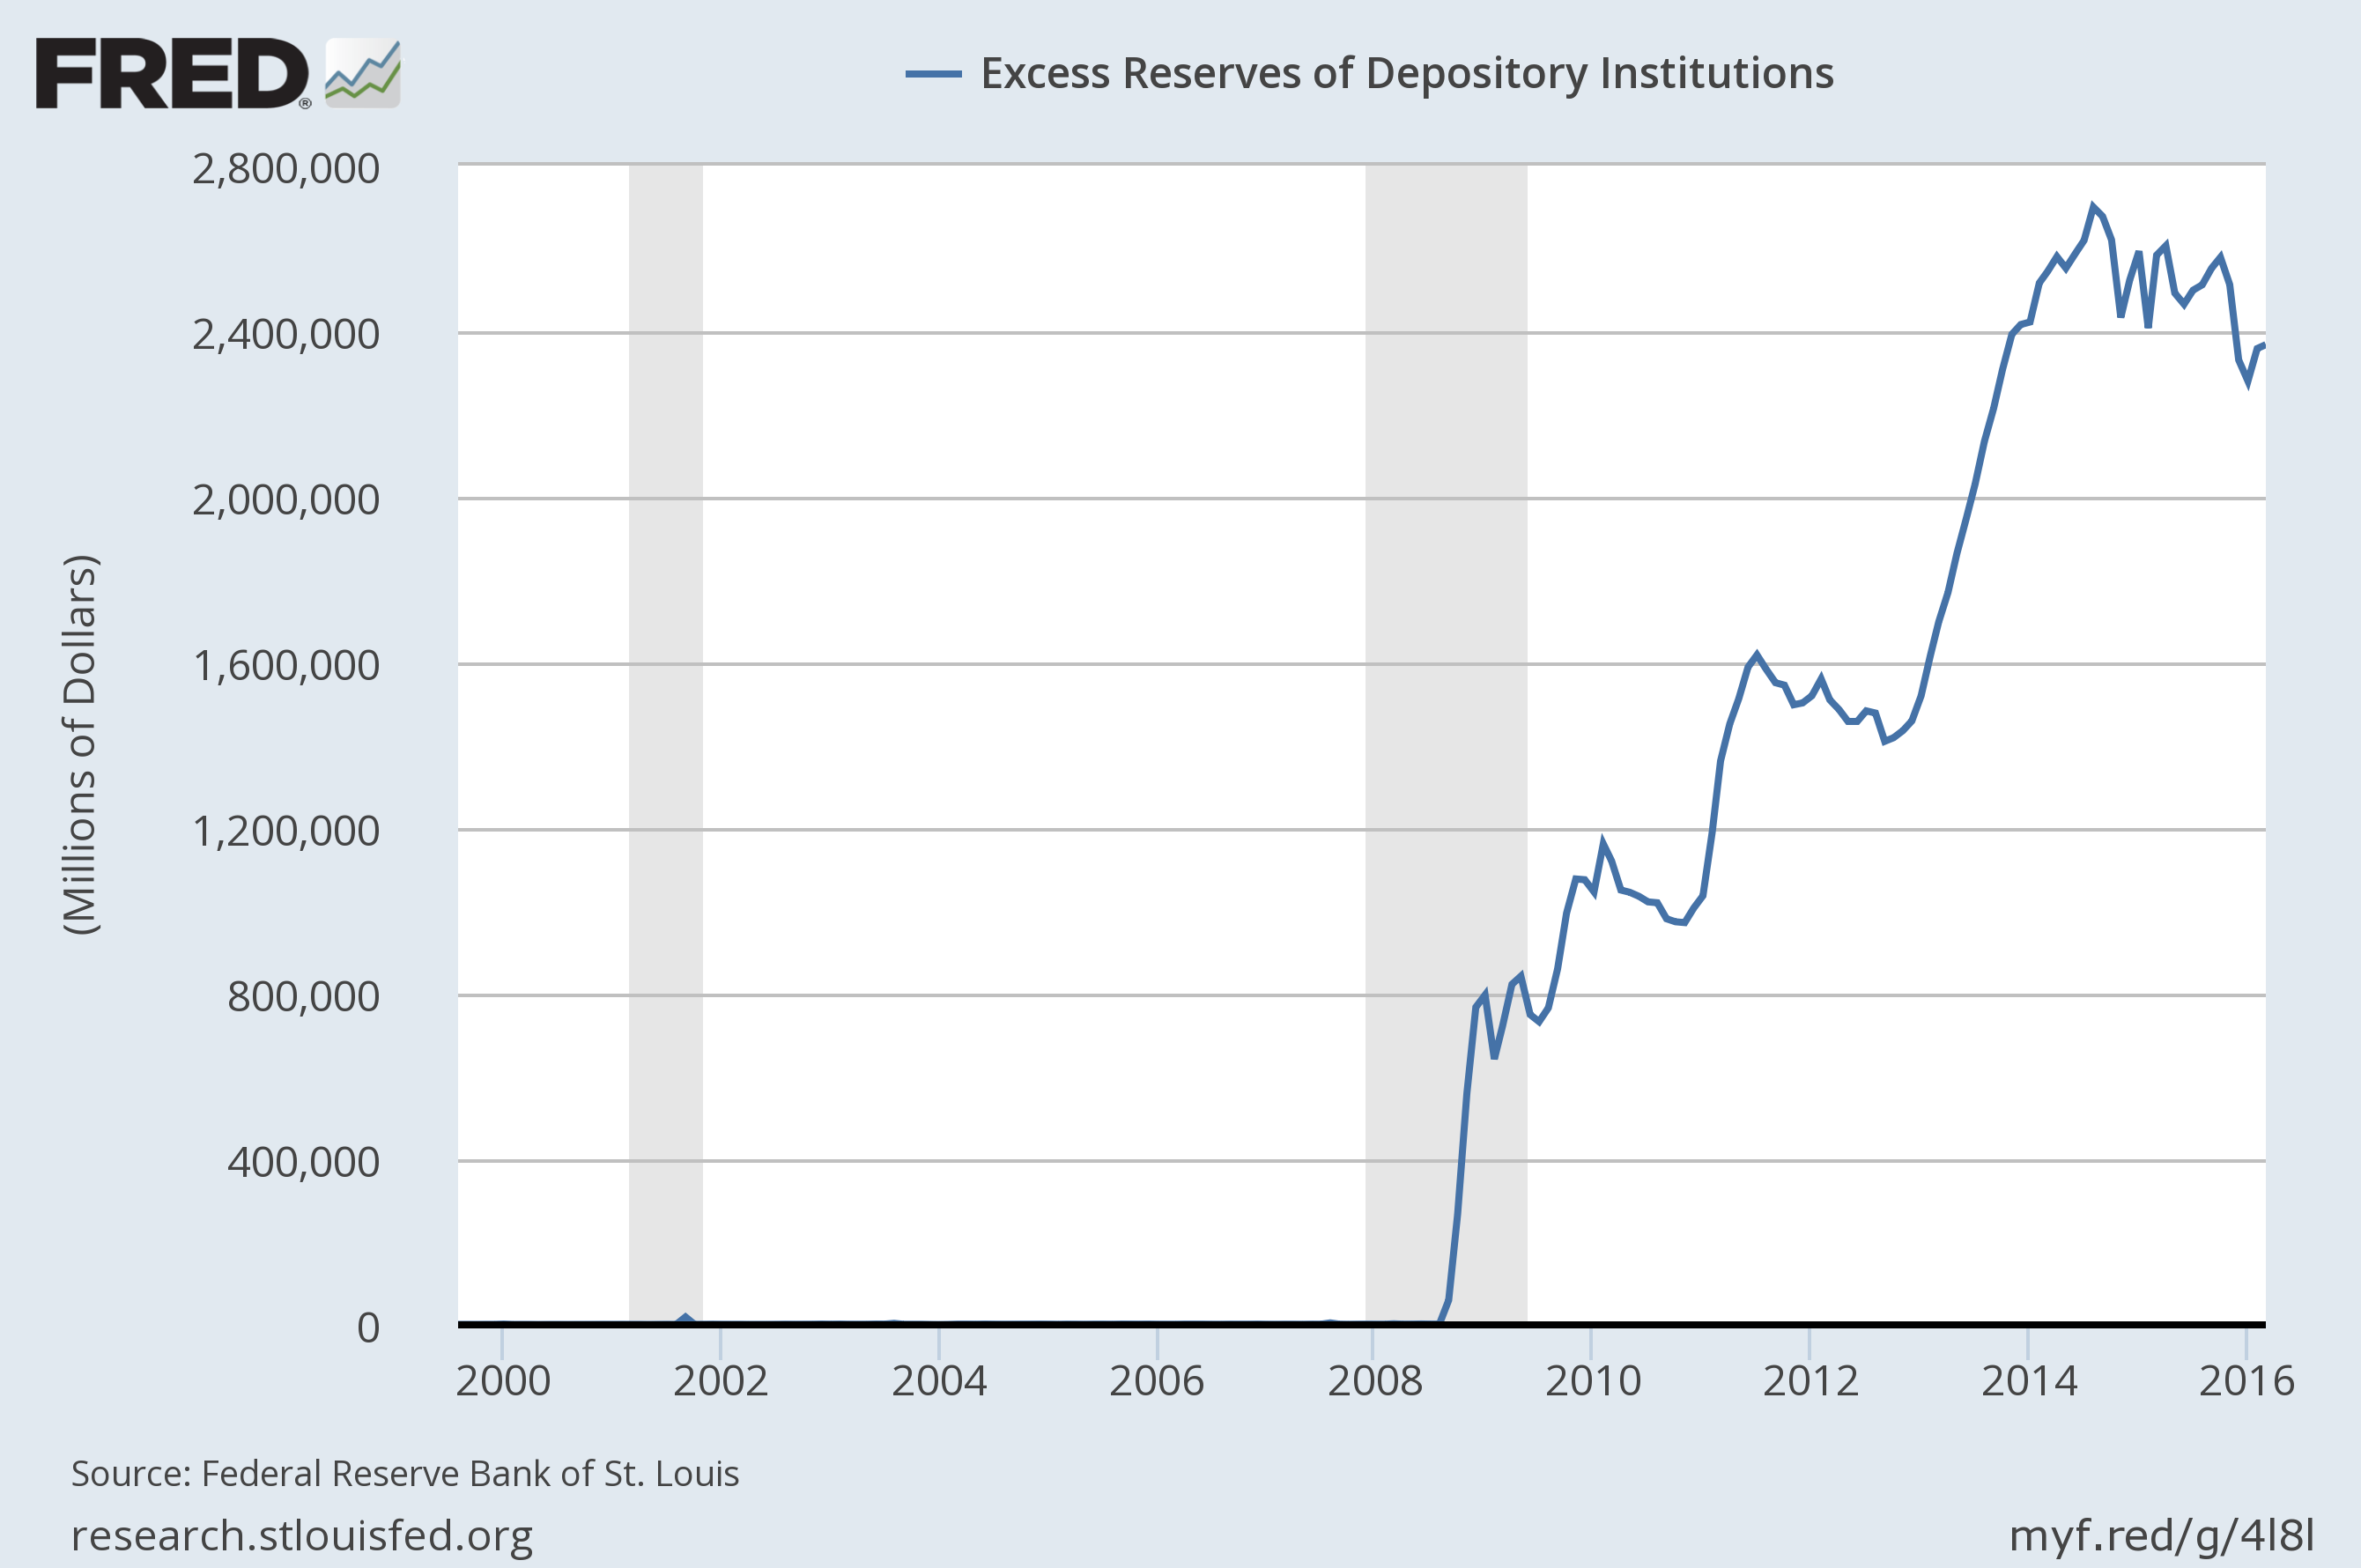 FRED®
Excess Reserves of Depository Institutions
2,800,000
2,400,000
2,000,000
1,600,000
1,200,000
800,000
400,000
0
(Millions of Dollars)
2000 2002 2004 2006 2008 2010 2012 2014 2016
Source: Federal Reserve Bank of St. Louis
research.stlouisfed.org
myf.red/g/4l8l